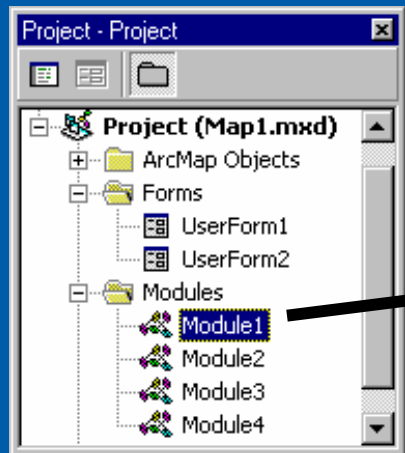 Project - Project
Project (Map1.mxd)
ArcMap Objects
Forms
UserForm1
UserForm2
Modules
Module1
Module2
Module3
Module4